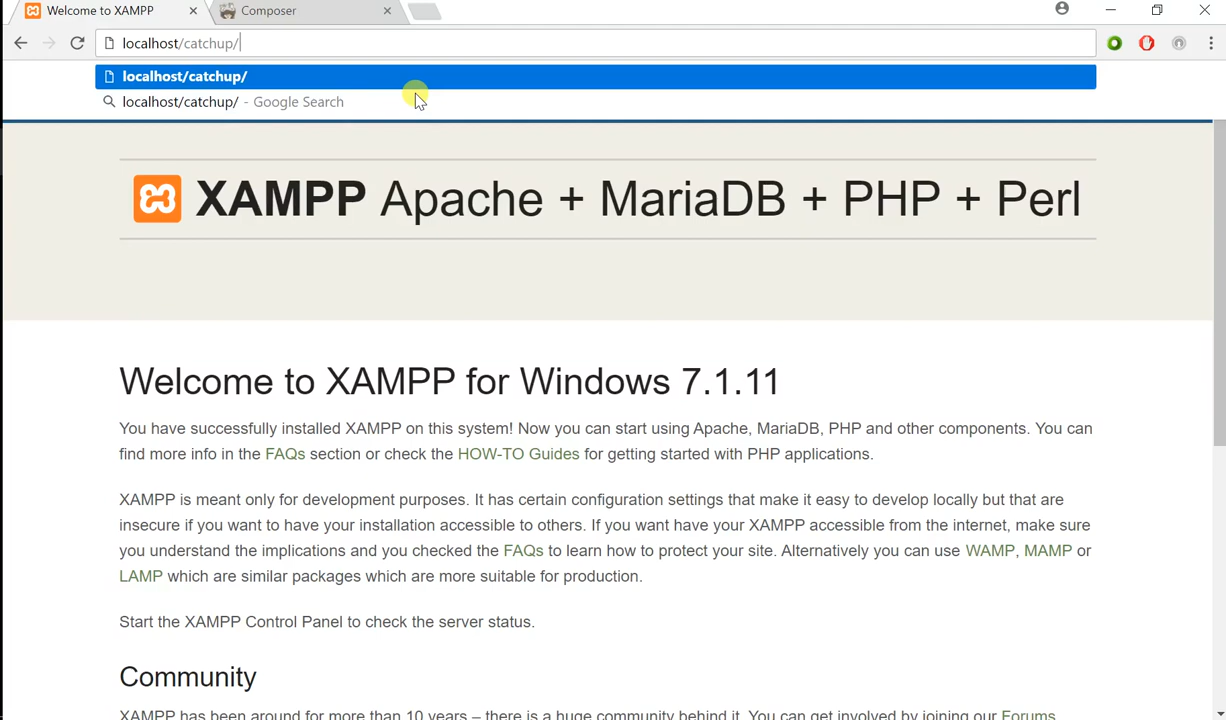 Welcome to XAMPP
Composer
localhost/catchup/
localhost/catchup/
localhost/catchup/ - Google Search
XAMPP Apache + MariaDB + PHP + Perl
Welcome to XAMPP for Windows 7.1.11
You have successfully installed XAMPP on this system! Now you can start using Apache, MariaDB, PHP and other components. You can
find more info in the FAQs section or check the HOW-TO Guides for getting started with PHP applications.
XAMPP is meant only for development purposes. It has certain configuration settings that make it easy to develop locally but that are
insecure if you want to have your installation accessible to others. If you want have your XAMPP accessible from the internet, make sure
you understand the implications and you checked the FAQs to learn how to protect your site. Alternatively you can use WAMP, MAMP or
LAMP which are similar packages which are more suitable for production.
Start the XAMPP Control Panel to check the server status.
Community
XAMPP has been around for more than 10 years – there is a huge community behind it. You can get involved by joining our Forums